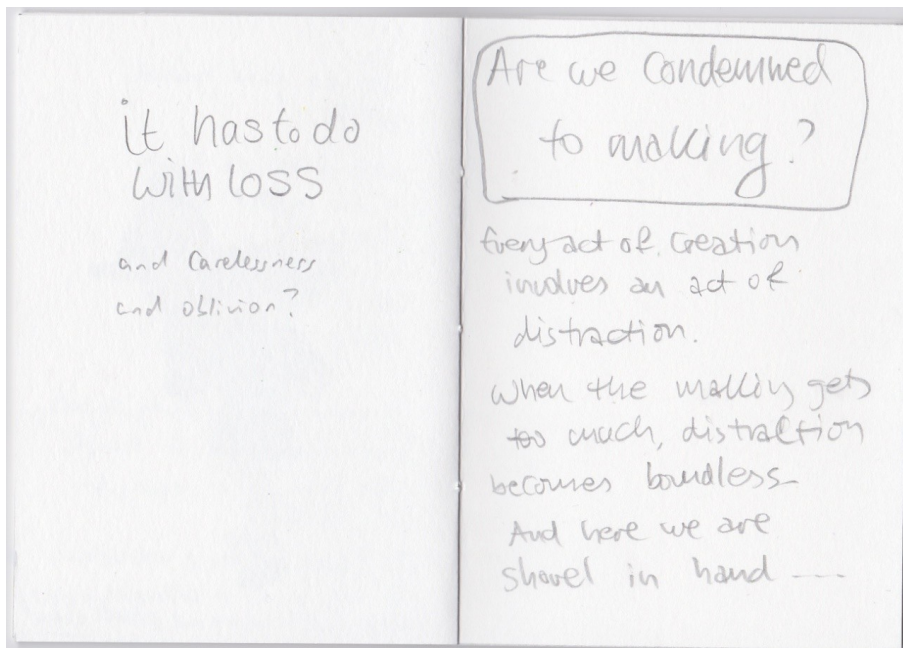 it has to do
with loss
and carelessness
and oblivion?
Are we condemned
to making?
Every act of creation
involves an act of
distraction.
When the making gets
too much, distraction
becomes boundless
And here we are
shovel in hand ----